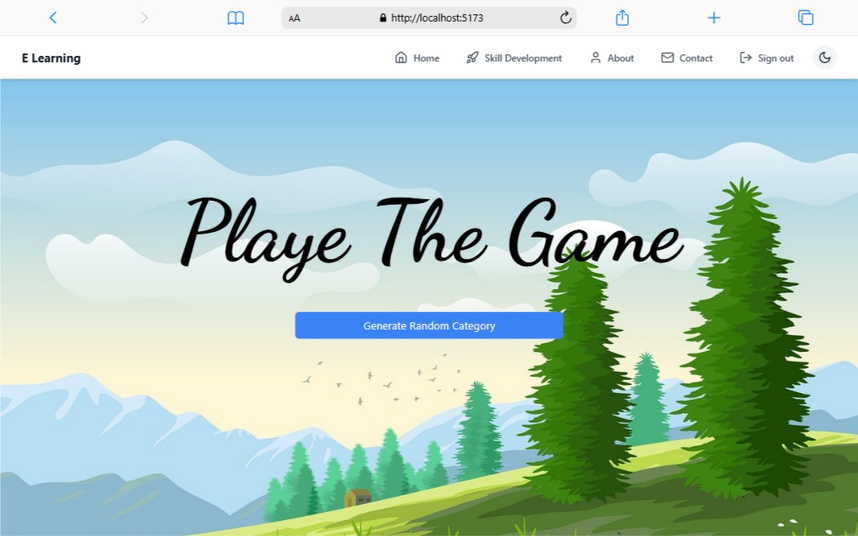 AA http://localhost:5173
E Learning Home Skill Development About Contact Sign out
Playe The Game
Generate Random Category